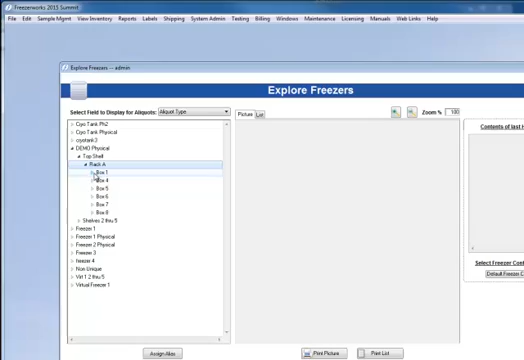 Freezerworks 2015 Summit
File Edit Sample Mgmt View Inventory Reports Labels Shipping System Admin Testing Billing Windows Maintenance Licensing Manuals Web Links Help
Explore Freezers -- admin
Explore Freezers
Select Field to Display for Aliquots: Aliquot Type
Picture List
Zoom % 100
Cryo Tank Ph2
Cryo Tank Physical
cryotank3
DEMO Physical
Top Shelf
Rack A
Box 1
Box 4
Box 5
Box 6
Box 7
Box 8
Shelves 2 thru 5
Freezer 1
Freezer 1 Physical
Freezer 2 Physical
Freezer 3
freezer 4
Non Unique
Virt 1 2 thru 5
Virtual Freezer 1
Contents of last
Select Freezer Cont
Default Freezer C
Assign Alias
Print Picture
Print List